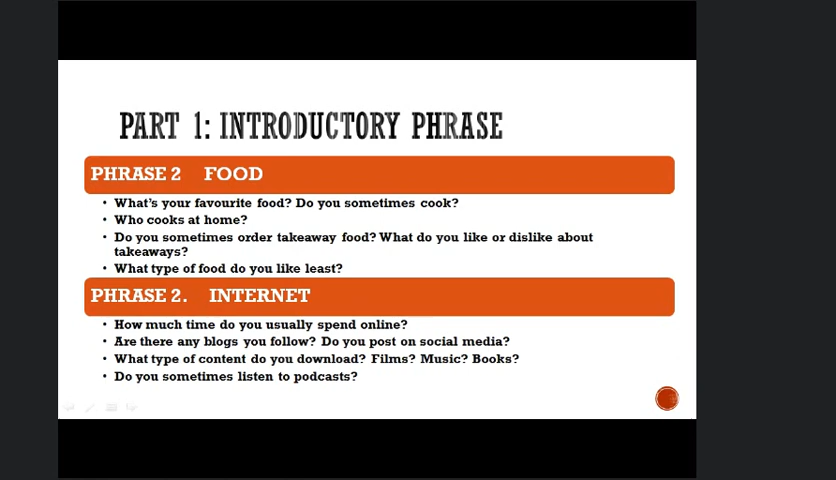 PART 1: INTRODUCTORY PHRASE
PHRASE 2 FOOD
• What's your favourite food? Do you sometimes cook?
• Who cooks at home?
• Do you sometimes order takeaway food? What do you like or dislike about
takeaways?
• What type of food do you like least?
PHRASE 2. INTERNET
• How much time do you usually spend online?
• Are there any blogs you follow? Do you post on social media?
• What type of content do you download? Films? Music? Books?
• Do you sometimes listen to podcasts?